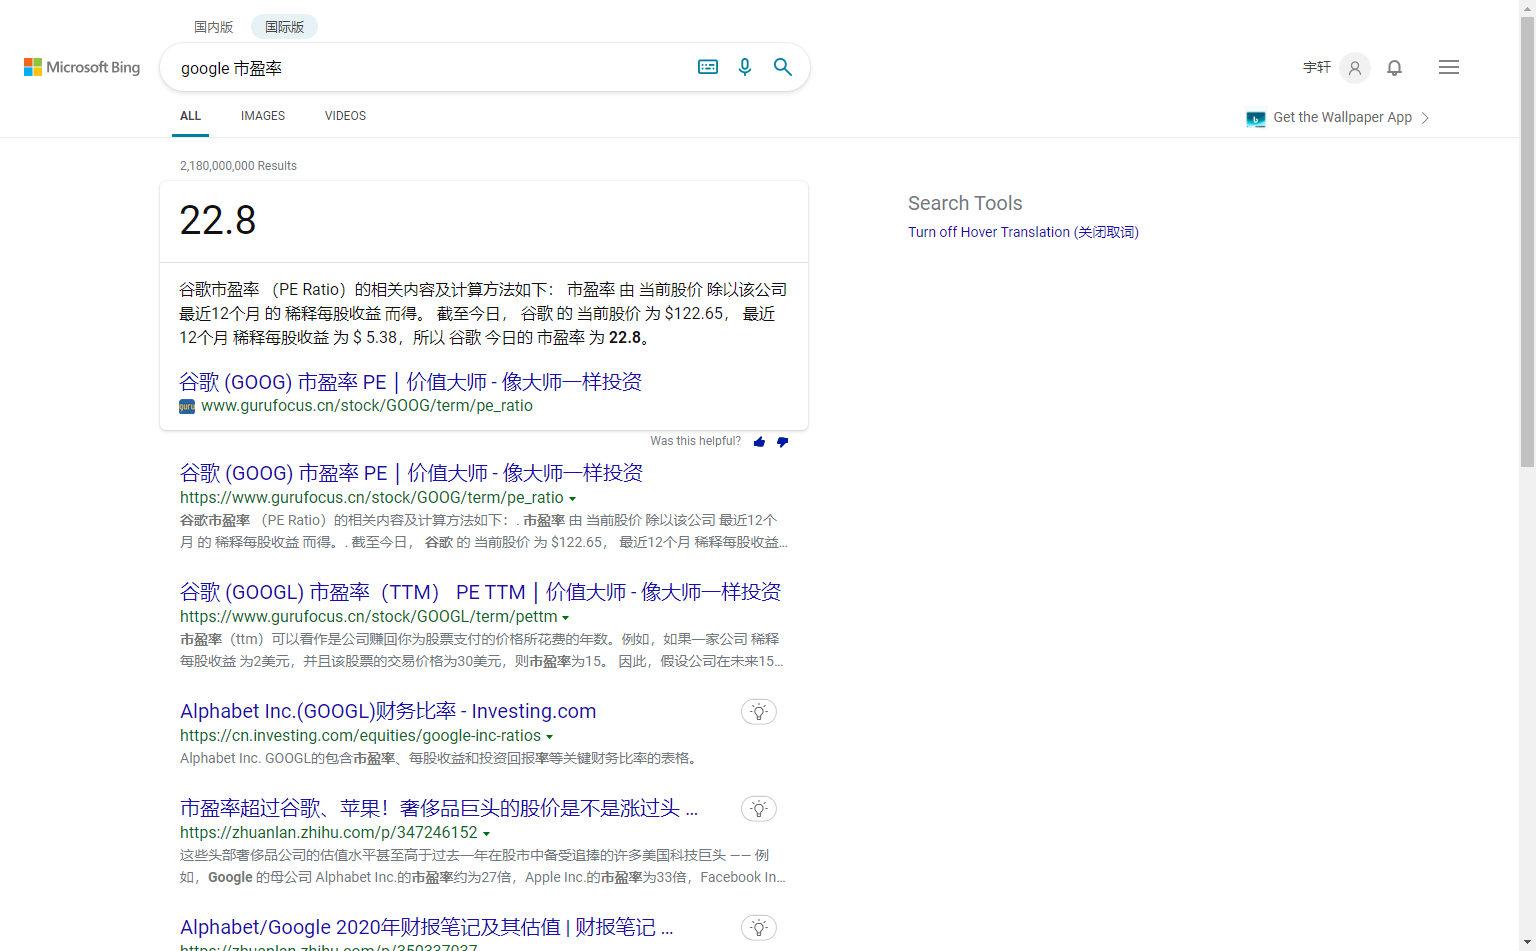 国内版 国际版
Microsoft Bing
google 市盈率
宇轩
ALL IMAGES VIDEOS
Get the Wallpaper App
2,180,000,000 Results
22.8
谷歌市盈率 （PE Ratio）的相关内容及计算方法如下： 市盈率 由 当前股价 除以该公司
最近12个月 的 稀释每股收益 而得。 截至今日， 谷歌 的 当前股价 为 $122.65， 最近
12个月 稀释每股收益 为 $ 5.38，所以 谷歌 今日的 市盈率 为 22.8。
谷歌 (GOOG) 市盈率 PE | 价值大师 - 像大师一样投资
guru www.gurufocus.cn/stock/GOOG/term/pe_ratio
Was this helpful?
Search Tools
Turn off Hover Translation (关闭取词)
谷歌 (GOOG) 市盈率 PE | 价值大师 - 像大师一样投资
https://www.gurufocus.cn/stock/GOOG/term/pe_ratio
谷歌市盈率 （PE Ratio）的相关内容及计算方法如下：. 市盈率 由 当前股价 除以该公司 最近12个
月 的 稀释每股收益 而得。. 截至今日， 谷歌 的 当前股价 为 $122.65， 最近12个月 稀释每股收益...
谷歌 (GOOGL) 市盈率（TTM） PE TTM | 价值大师 - 像大师一样投资
https://www.gurufocus.cn/stock/GOOGL/term/pettm
市盈率（ttm）可以看作是公司赚回你为股票支付的价格所花费的年数。例如，如果一家公司 稀释
每股收益 为2美元，并且该股票的交易价格为30美元，则市盈率为15。 因此，假设公司在未来15...
Alphabet Inc.(GOOGL)财务比率 - Investing.com
https://cn.investing.com/equities/google-inc-ratios
Alphabet Inc. GOOGL的包含市盈率、每股收益和投资回报率等关键财务比率的表格。
市盈率超过谷歌、苹果！奢侈品巨头的股价是不是涨过头 ...
https://zhuanlan.zhihu.com/p/347246152
这些头部奢侈品公司的估值水平甚至高于过去一年在股市中备受追捧的许多美国科技巨头 —— 例
如，Google 的母公司 Alphabet Inc.的市盈率约为27倍，Apple Inc.的市盈率为33倍，Facebook In...
Alphabet/Google 2020年财报笔记及其估值 | 财报笔记 ...
https://zhuanlan.zhihu.com/p/350337037